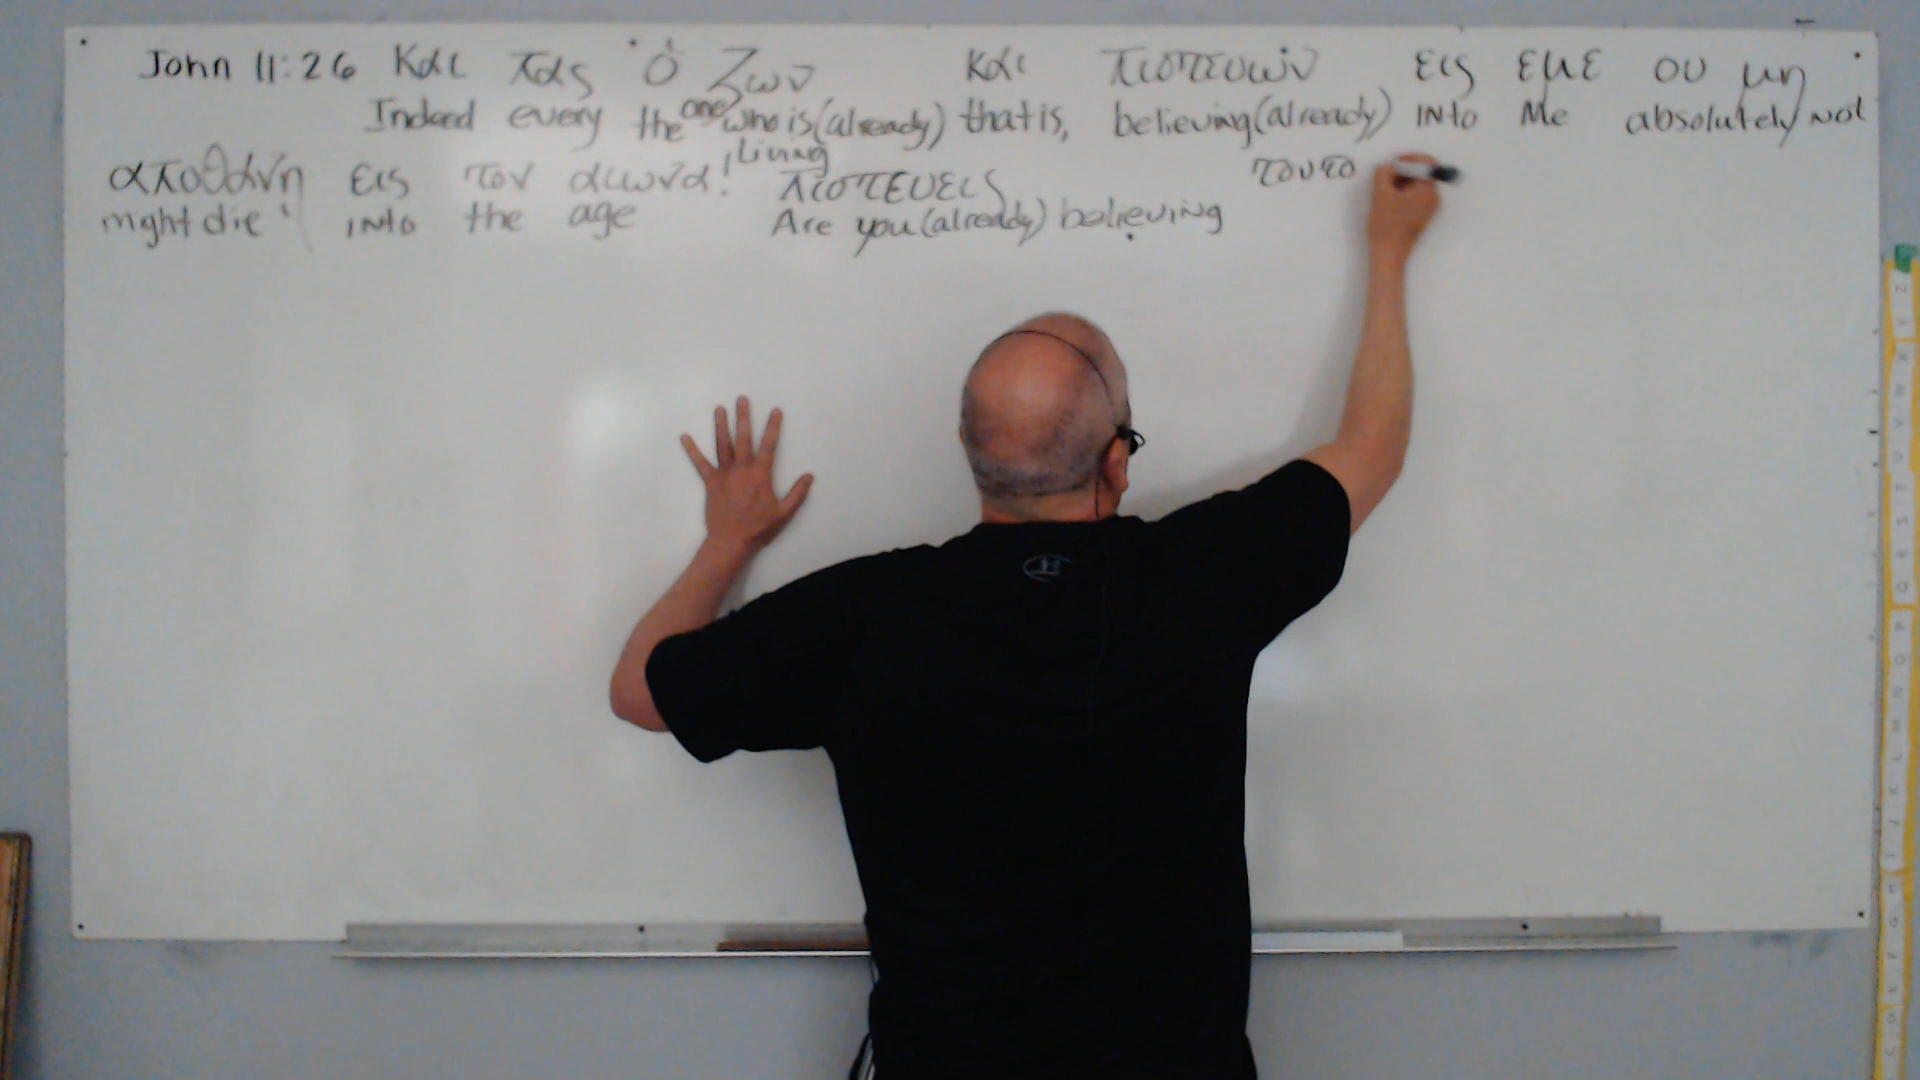 John 11:26 Και πας ὁ Ζων και πιστευων εις εμε ου μη
Indeed every the one who is (already) that is, believing (already) INto Me absolutely not
Living
αποθανη εις τον αιωνα! πιστευεις τουτο
mght die INto the age Are you (already) believing